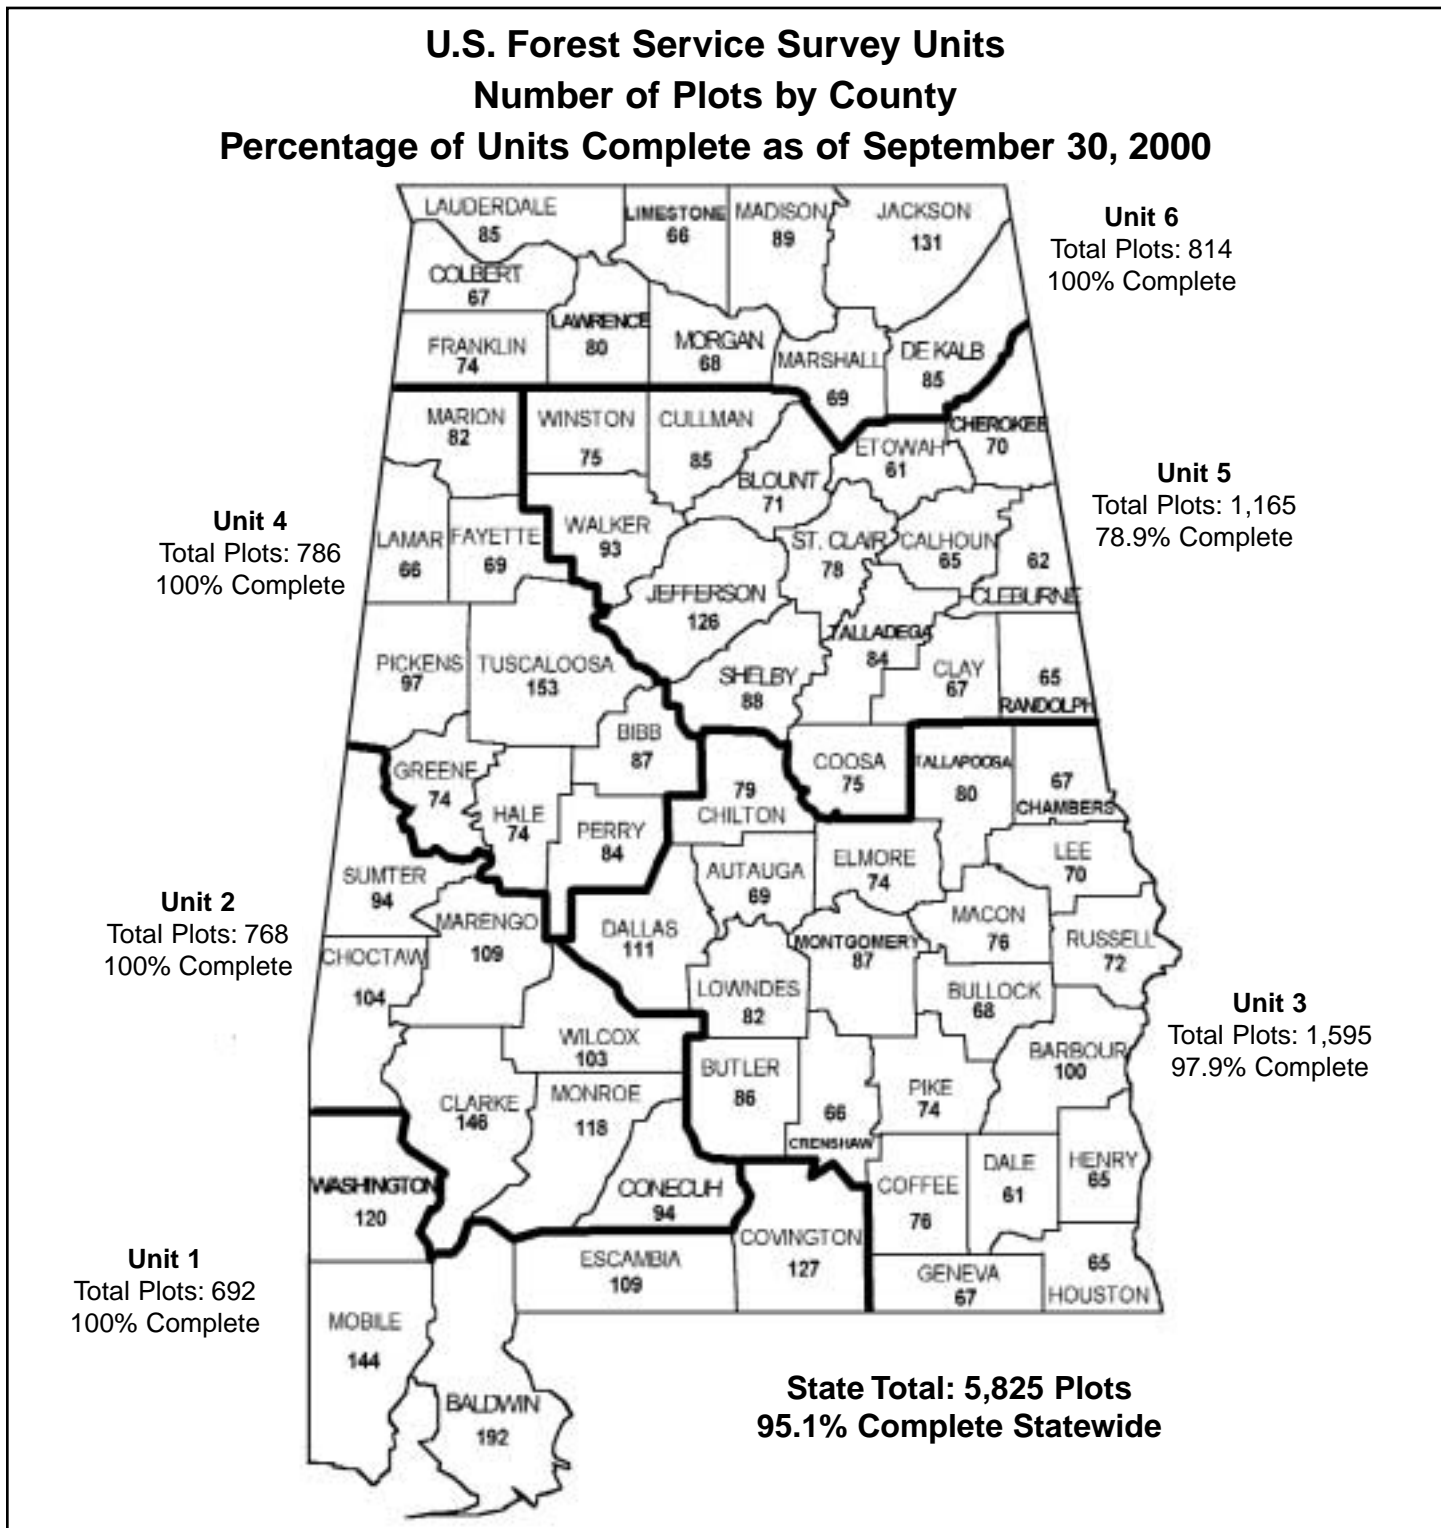 U.S. Forest Service Survey Units
Number of Plots by County
Percentage of Units Complete as of September 30, 2000
LAUDERDALE
85
LIMESTONE
66
MADISON
89
JACKSON
131
Unit 6
Total Plots: 814
100% Complete
COLBERT
67
LAWRENCE
80
MORGAN
68
FRANKLIN
74
MARSHALL
69
DE KALB
85
MARION
82
WINSTON
75
CULLMAN
85
BLOUNT
71
ETOWAH
61
CHEROKEE
70
Unit 5
Total Plots: 1,165
78.9% Complete
Unit 4
Total Plots: 786
100% Complete
LAMAR
66
FAYETTE
69
WALKER
93
ST. CLAIR
78
CALHOUN
65
62
CLEBURNE
JEFFERSON
126
TALLADEGA
84
PICKENS
97
TUSCALOOSA
153
SHELBY
88
CLAY
67
65
RANDOLPH
BIBB
87
GREENE
74
HALE
74
PERRY
84
79
CHILTON
COOSA
75
TALLAPOOSA
80
67
CHAMBERS
SUMTER
94
AUTAUGA
69
ELMORE
74
LEE
70
Unit 2
Total Plots: 768
100% Complete
MARENGO
109
DALLAS
111
MONTGOMERY
87
MACON
76
RUSSELL
72
CHOCTAW
104
LOWNDES
82
BULLOCK
68
Unit 3
Total Plots: 1,595
97.9% Complete
WILCOX
103
BARBOUR
100
CLARKE
146
MONROE
118
BUTLER
86
66
CRENSHAW
PIKE
74
WASHINGTON
120
CONECUH
94
COFFEE
76
DALE
61
HENRY
65
Unit 1
Total Plots: 692
100% Complete
ESCAMBIA
109
COVINGTON
127
GENEVA
67
65
HOUSTON
MOBILE
144
BALDWIN
192
State Total: 5,825 Plots
95.1% Complete Statewide